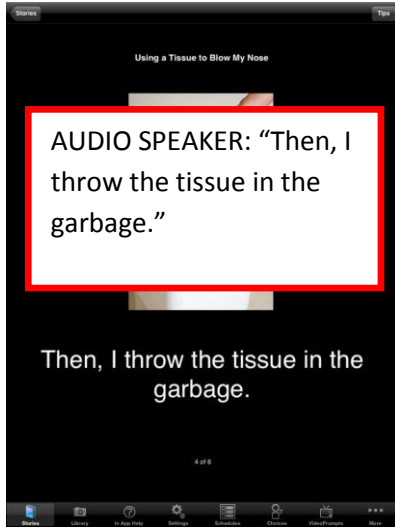 Stories
Tips
Using a Tissue to Blow My Nose
AUDIO SPEAKER: “Then, I
throw the tissue in the
garbage.”
Then, I throw the tissue in the
garbage.
4 of 6
Stories Library In App Help Settings Schedules Choices VideoPrompts More